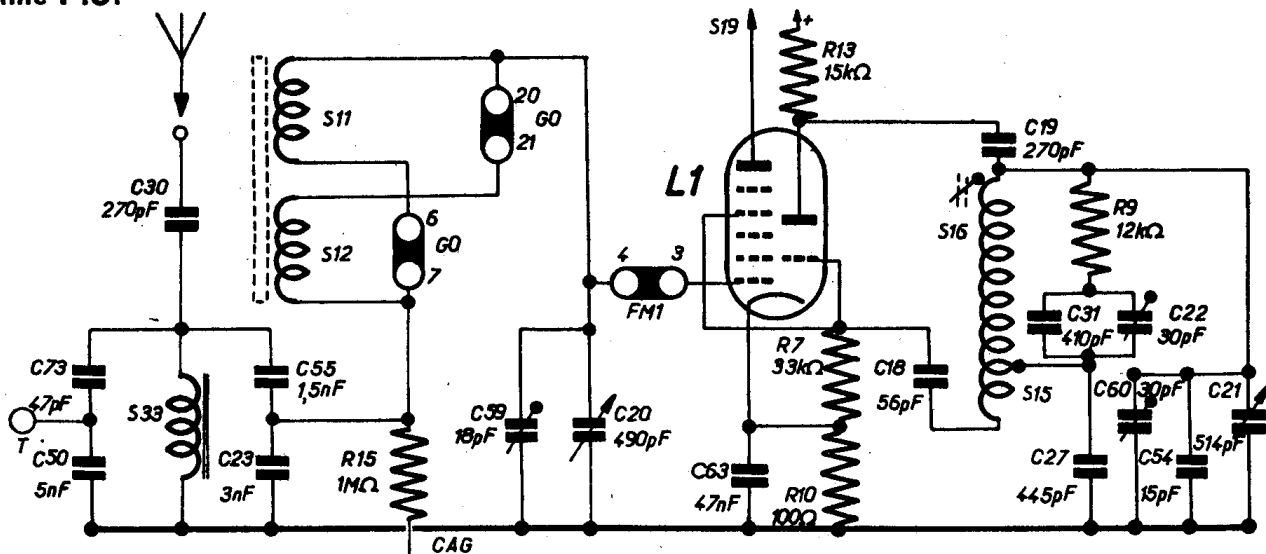 S19
+
R13
15kΩ
20
GO
21
S11
C19
270pF
L1
C30
270pF
6
GO
7
S12
S16
R9
12kΩ
4
3
FM1
C31
410pF
C22
30pF
R7
33kΩ
C73
47pF
S33
C55
1,5nF
C18
56pF
S15
C60
30pF
C21
514pF
T
C59
18pF
C20
490pF
C50
5nF
C23
3nF
R15
1MΩ
C63
47nF
R10
100Ω
C27
445pF
C54
15pF
CAG